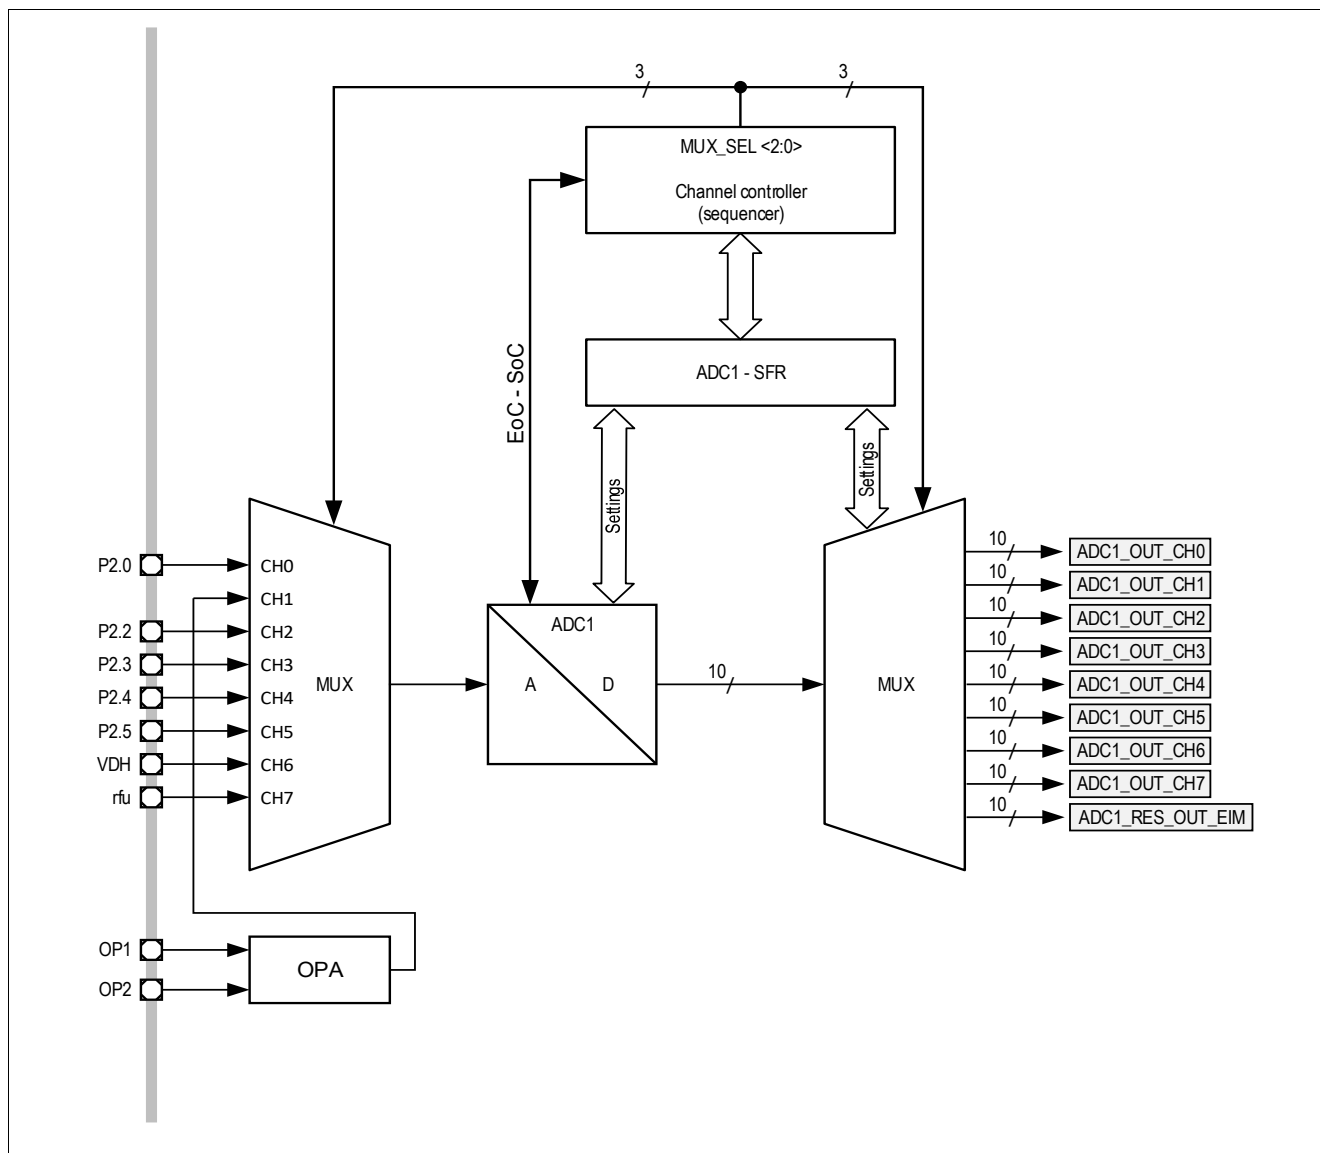 3
3
MUX_SEL <2:0>
Channel controller
(sequencer)
EoC - SoC
ADC1 - SFR
Settings
Settings
P2.0
P2.2
P2.3
P2.4
P2.5
VDH
rfu
CH0
CH1
CH2
CH3
CH4
CH5
CH6
CH7
MUX
ADC1
A
D
10
MUX
10
ADC1_OUT_CH0
10
ADC1_OUT_CH1
10
ADC1_OUT_CH2
10
ADC1_OUT_CH3
10
ADC1_OUT_CH4
10
ADC1_OUT_CH5
10
ADC1_OUT_CH6
10
ADC1_OUT_CH7
10
ADC1_RES_OUT_EIM
OP1
OP2
OPA